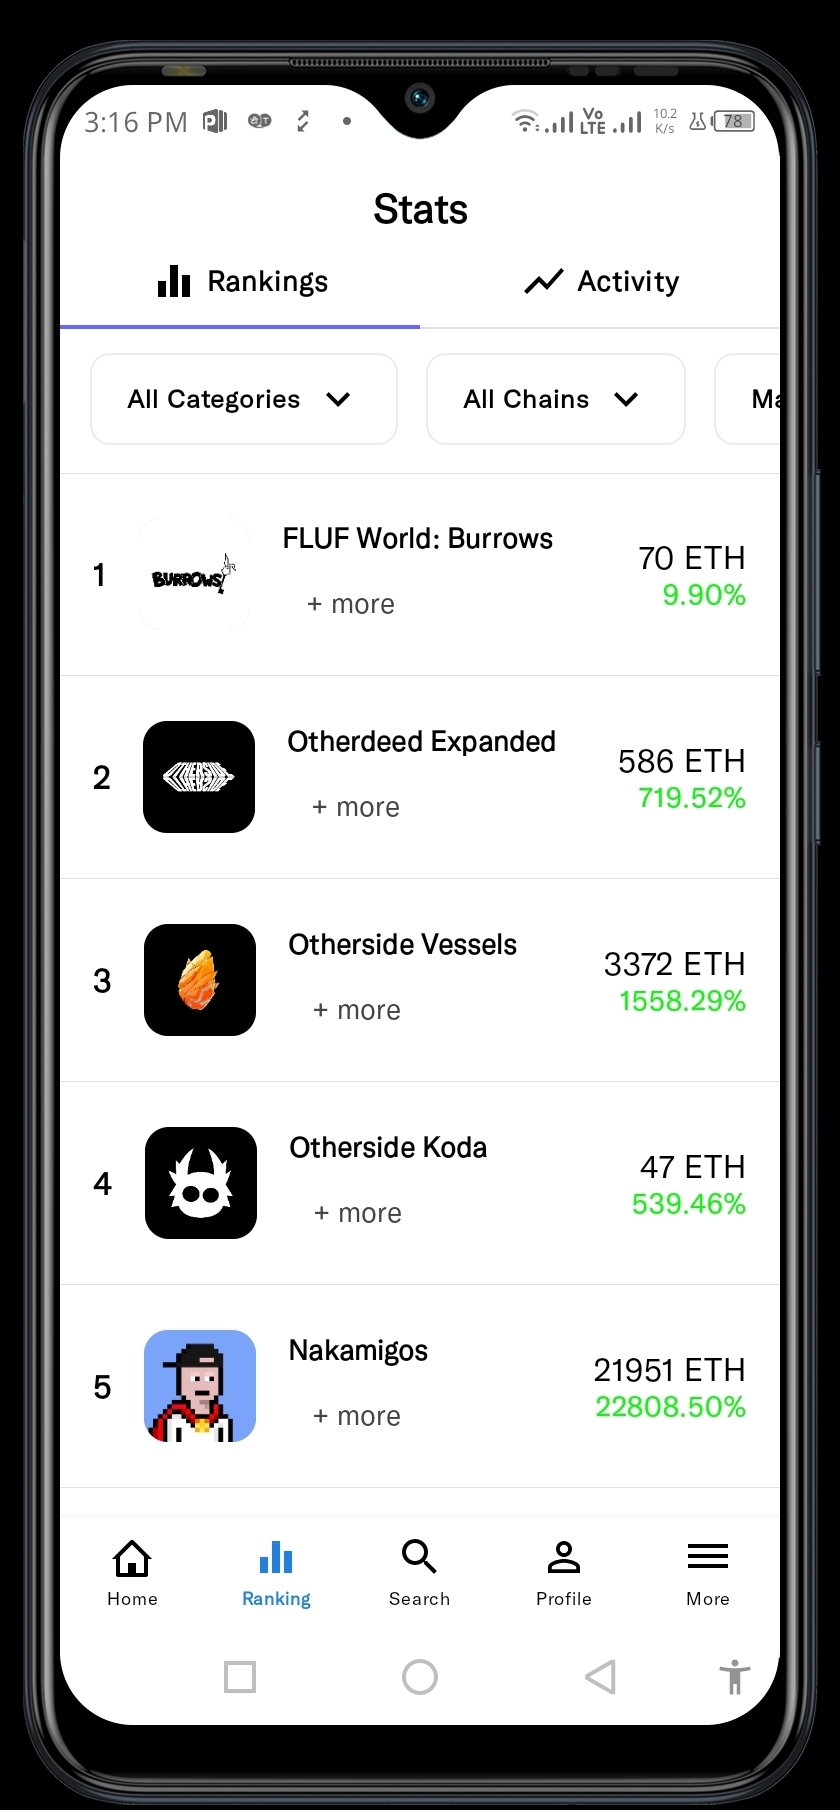 3:16 PM
Vo LTE
10.2 K/s
78
Stats
Rankings
Activity
All Categories
All Chains
Ma
1
BURROWS
FLUF World: Burrows
+ more
70 ETH
9.90%
2
OTHERSIDE
Otherdeed Expanded
+ more
586 ETH
719.52%
3
Otherside Vessels
+ more
3372 ETH
1558.29%
4
Otherside Koda
+ more
47 ETH
539.46%
5
Nakamigos
+ more
21951 ETH
22808.50%
Home
Ranking
Search
Profile
More